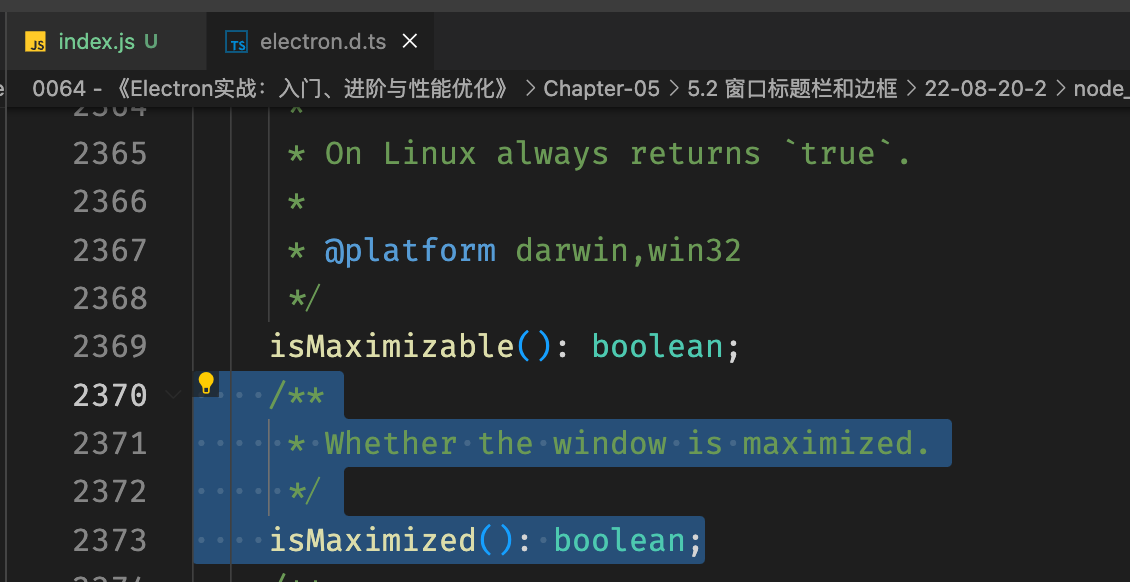 JS index.js U TS electron.d.ts ×
e 0064 - 《Electron实战：入门、进阶与性能优化》 > Chapter-05 > 5.2 窗口标题栏和边框 > 22-08-20-2 > node_
2364 *
2365 * On Linux always returns `true`.
2366 *
2367 * @platform darwin,win32
2368 */
2369 isMaximizable(): boolean;
2370 /**
2371 * Whether the window is maximized.
2372 */
2373 isMaximized(): boolean;
2374 /**